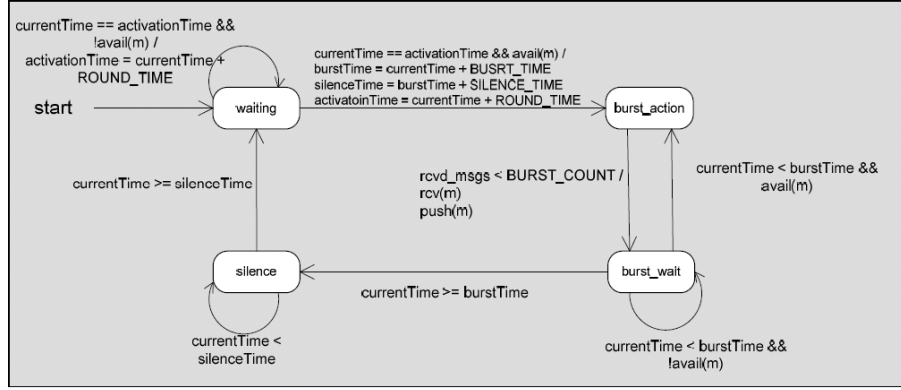 currentTime == activationTime &&
!avail(m) /
activationTime = currentTime +
ROUND_TIME
currentTime == activationTime && avail(m) /
burstTime = currentTime + BUSRT_TIME
silenceTime = burstTime + SILENCE_TIME
activatoinTime = currentTime + ROUND_TIME
start
waiting
burst_action
currentTime >= silenceTime
rcvd_msgs < BURST_COUNT /
rcv(m)
push(m)
currentTime < burstTime &&
avail(m)
silence
burst_wait
currentTime >= burstTime
currentTime <
silenceTime
currentTime < burstTime &&
!avail(m)